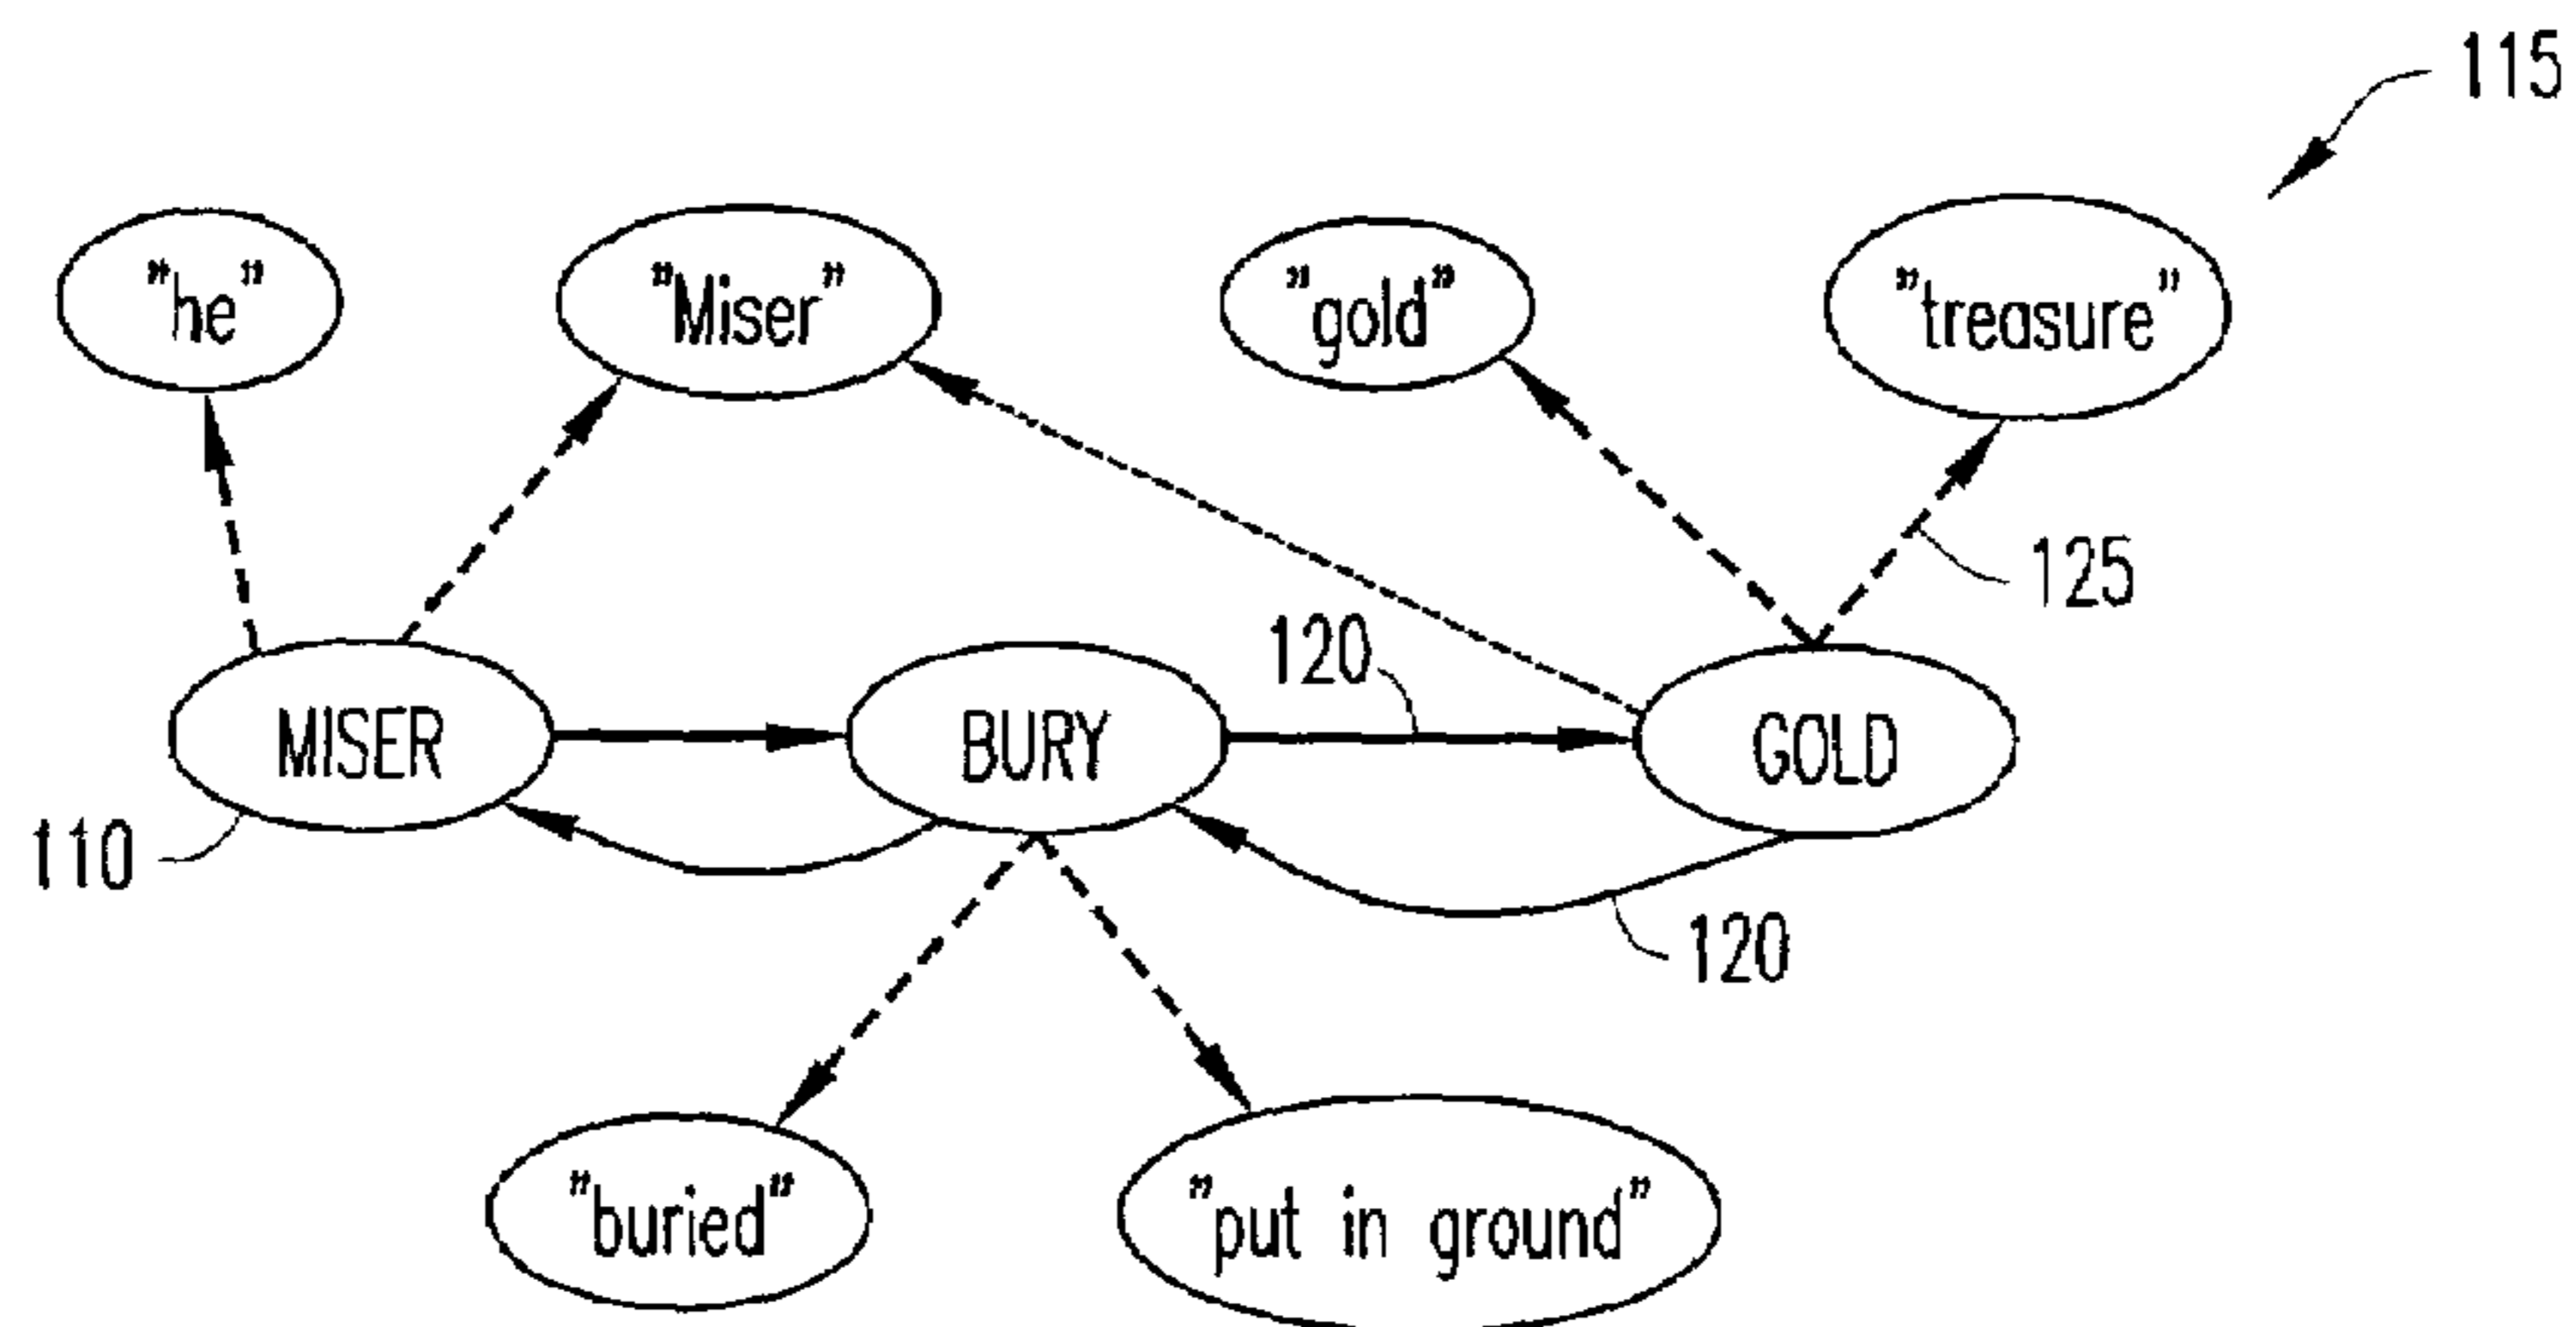 115
"he"
"Miser"
"gold"
"treasure"
125
120
MISER
BURY
GOLD
110
120
"buried"
"put in ground"